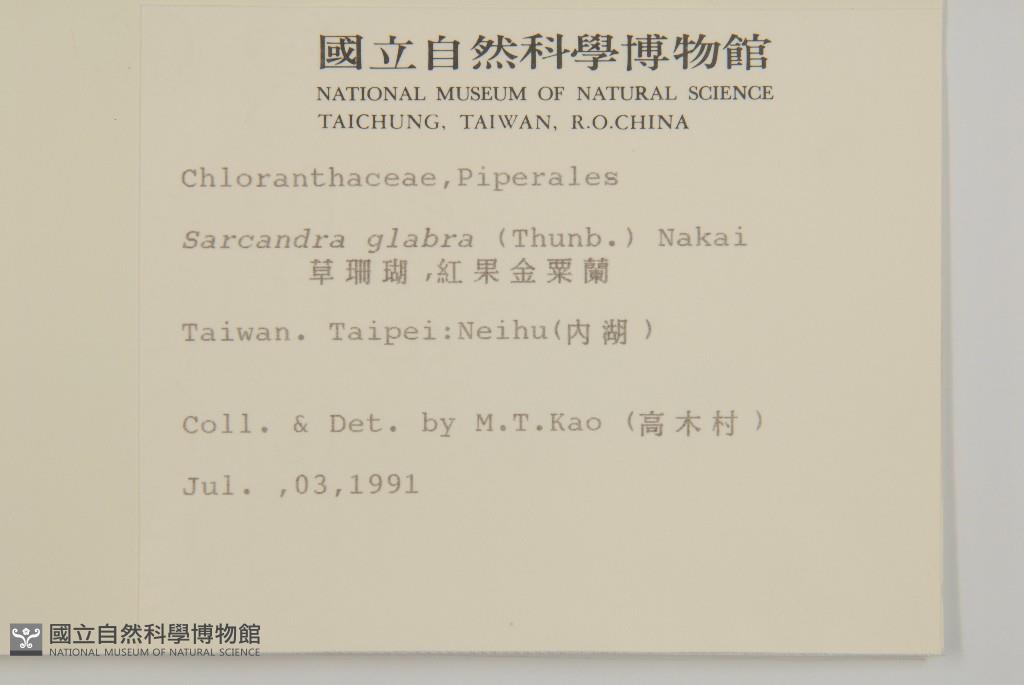 國立自然科學博物館
NATIONAL MUSEUM OF NATURAL SCIENCE
TAICHUNG, TAIWAN, R.O.CHINA
Chloranthaceae,Piperales
Sarcandra glabra (Thunb.) Nakai
草珊瑚,紅果金粟蘭
Taiwan. Taipei:Neihu(內湖)
Coll. & Det. by M.T.Kao (高木村)
Jul. ,03,1991
國立自然科學博物館
NATIONAL MUSEUM OF NATURAL SCIENCE